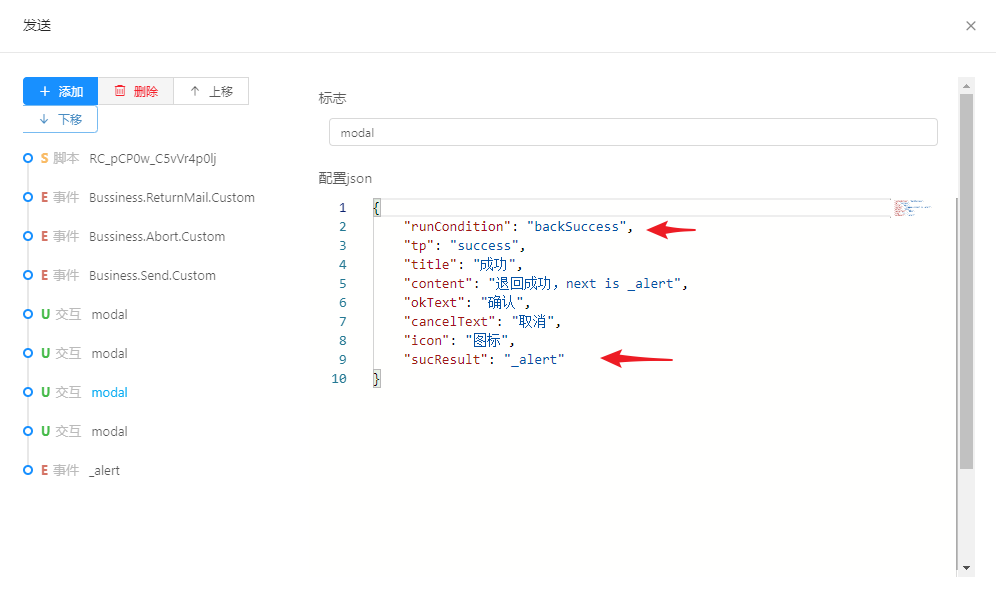 发送
添加 删除 上移
下移
S 脚本 RC_pCP0w_C5vVr4p0lj
E 事件 Bussiness.ReturnMail.Custom
E 事件 Bussiness.Abort.Custom
E 事件 Business.Send.Custom
U 交互 modal
U 交互 modal
U 交互 modal
U 交互 modal
E 事件 _alert
标志
modal
配置json
1 {
2 "runCondition": "backSuccess",
3 "tp": "success",
4 "title": "成功",
5 "content": "退回成功，next is _alert",
6 "okText": "确认",
7 "cancelText": "取消",
8 "icon": "图标",
9 "sucResult": "_alert"
10 }